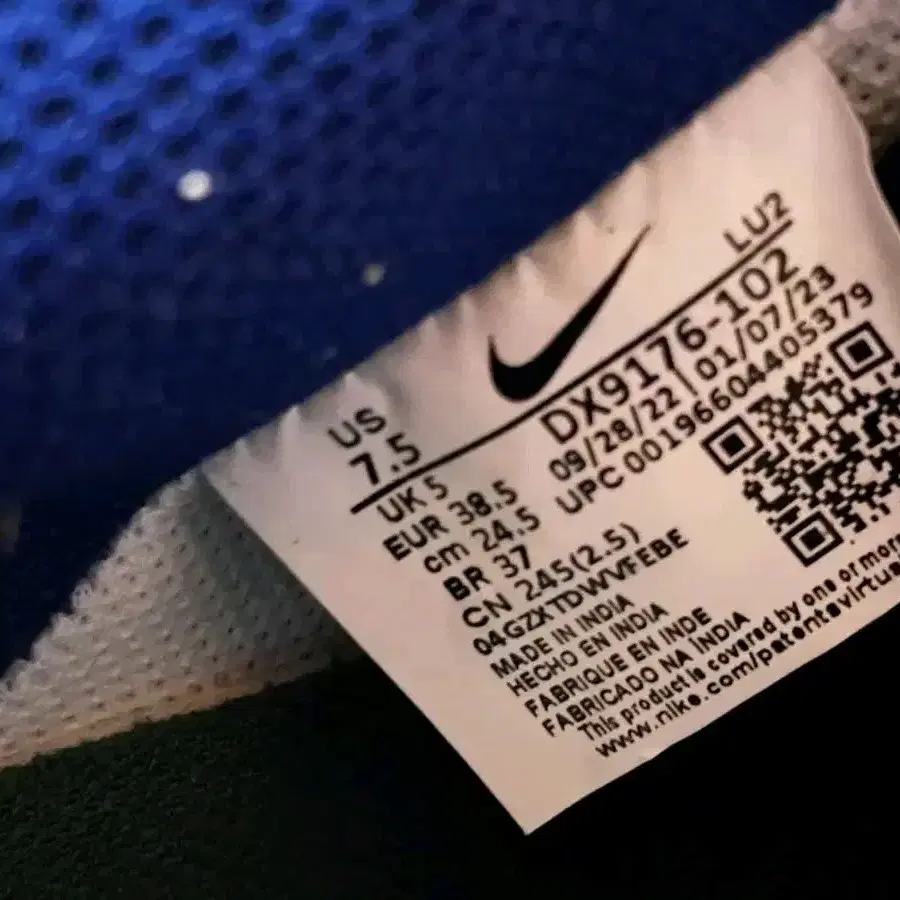 LU2
US
7.5
DX9176-102
09/28/22 01/07/23
UPC 00196604405379
UK 5
EUR 38.5
cm 24.5
BR 37
CN 245(2.5)
04GZXTDWVFEBE
MADE IN INDIA
HECHO EN INDIA
FABRIQUE EN INDE
FABRICADO NA ÍNDIA
This product is covered by one or more
www.nike.com/patents